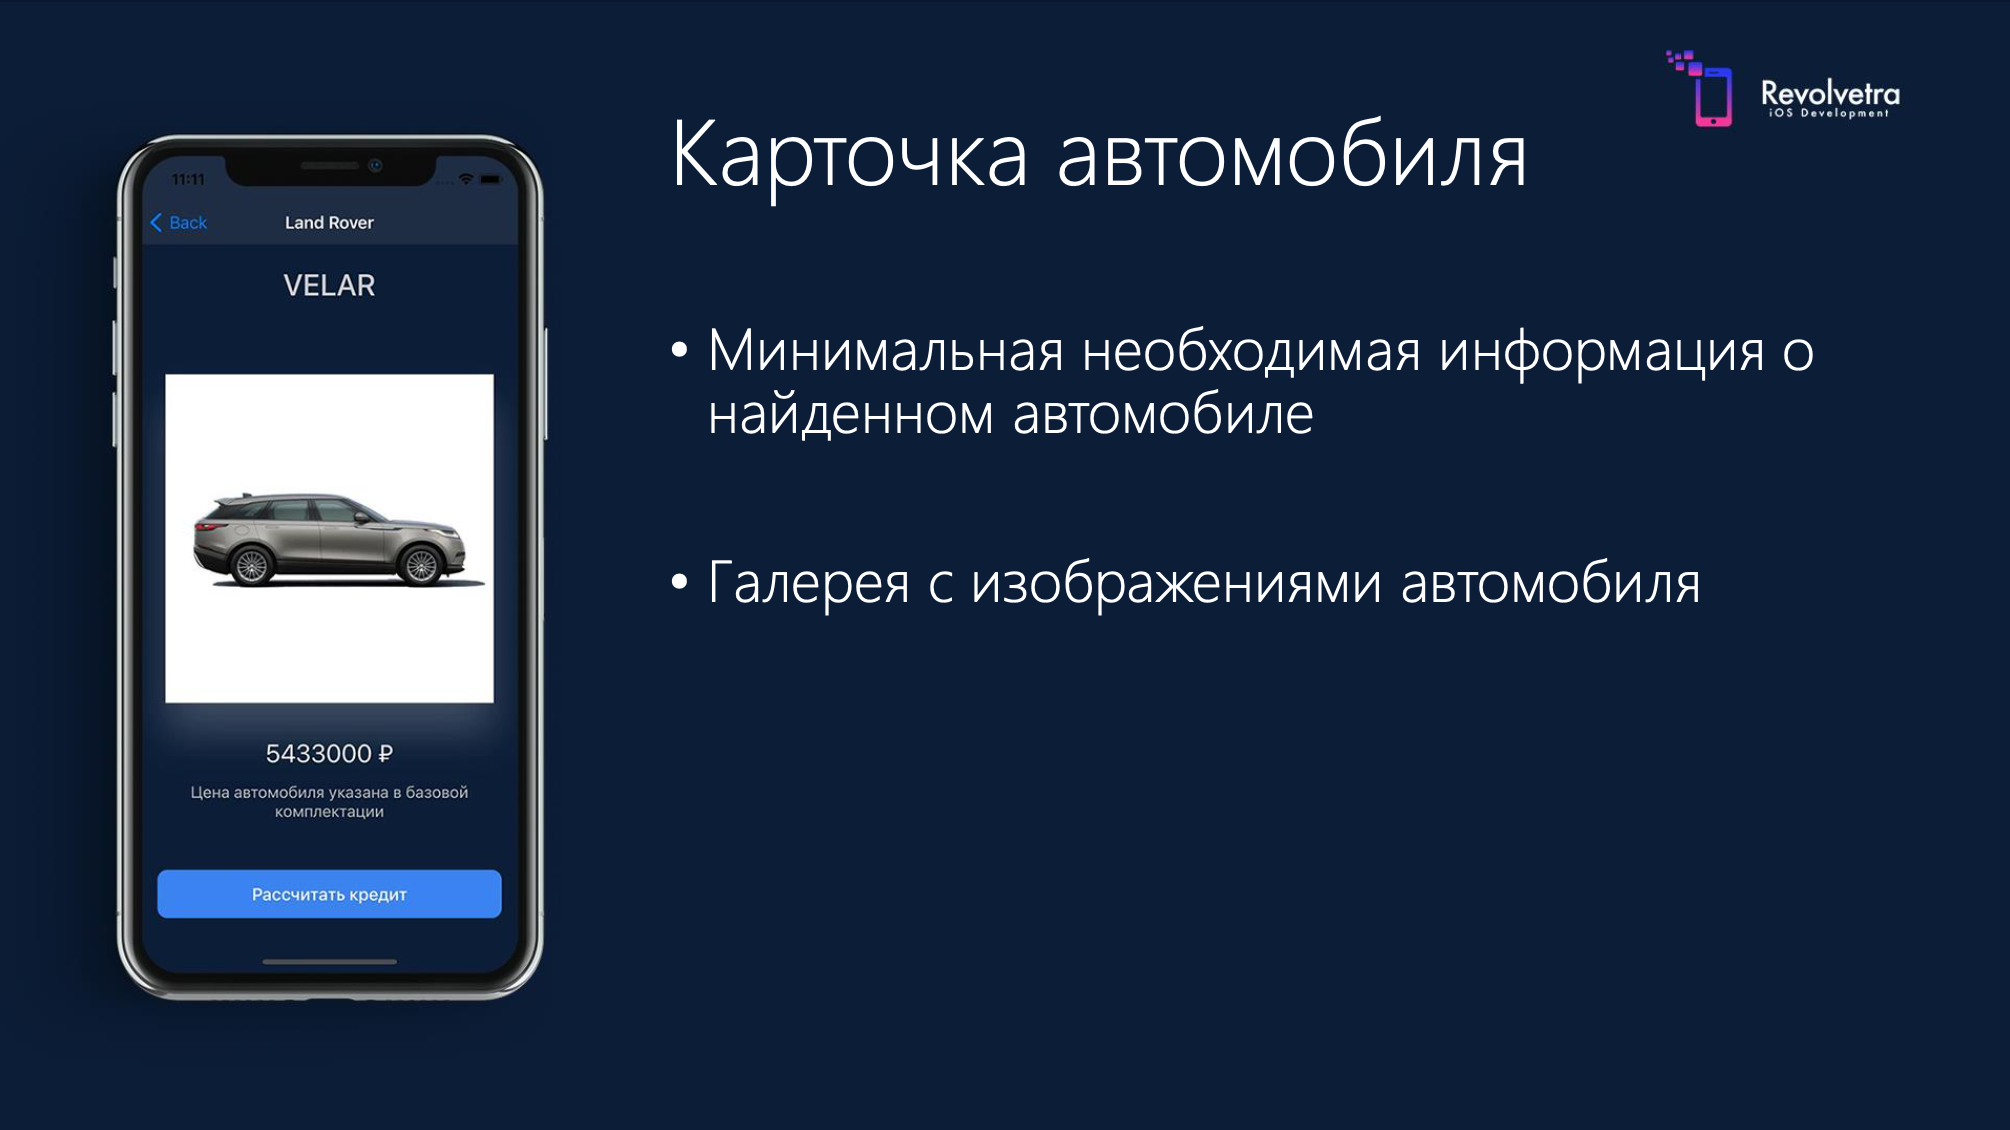 Revolvetra
iOS Development
Карточка автомобиля
• Минимальная необходимая информация о
найденном автомобиле
• Галерея с изображениями автомобиля
11:11
Back
Land Rover
VELAR
5433000 ₽
Цена автомобиля указана в базовой
комплектации
Рассчитать кредит